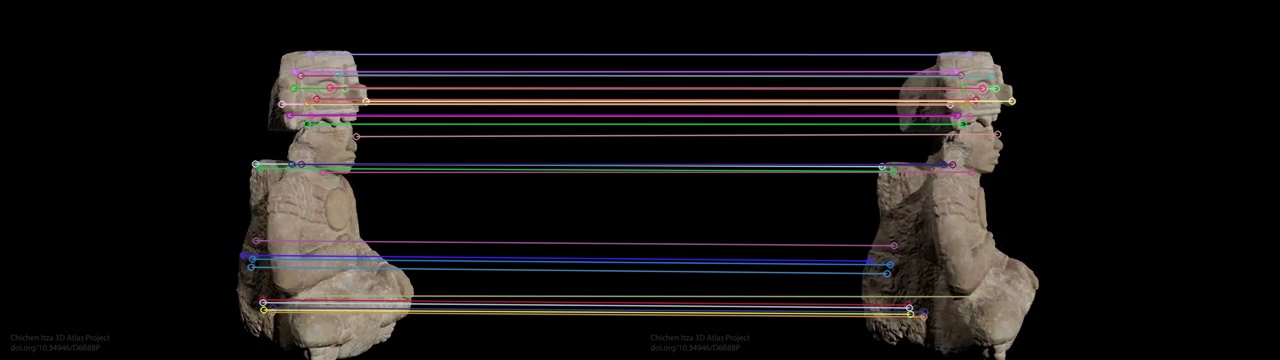 Chichen Itza 3D Atlas Project
doi.org/10.34946/D6B88P
Chichen Itza 3D Atlas Project
doi.org/10.34946/D6B88P